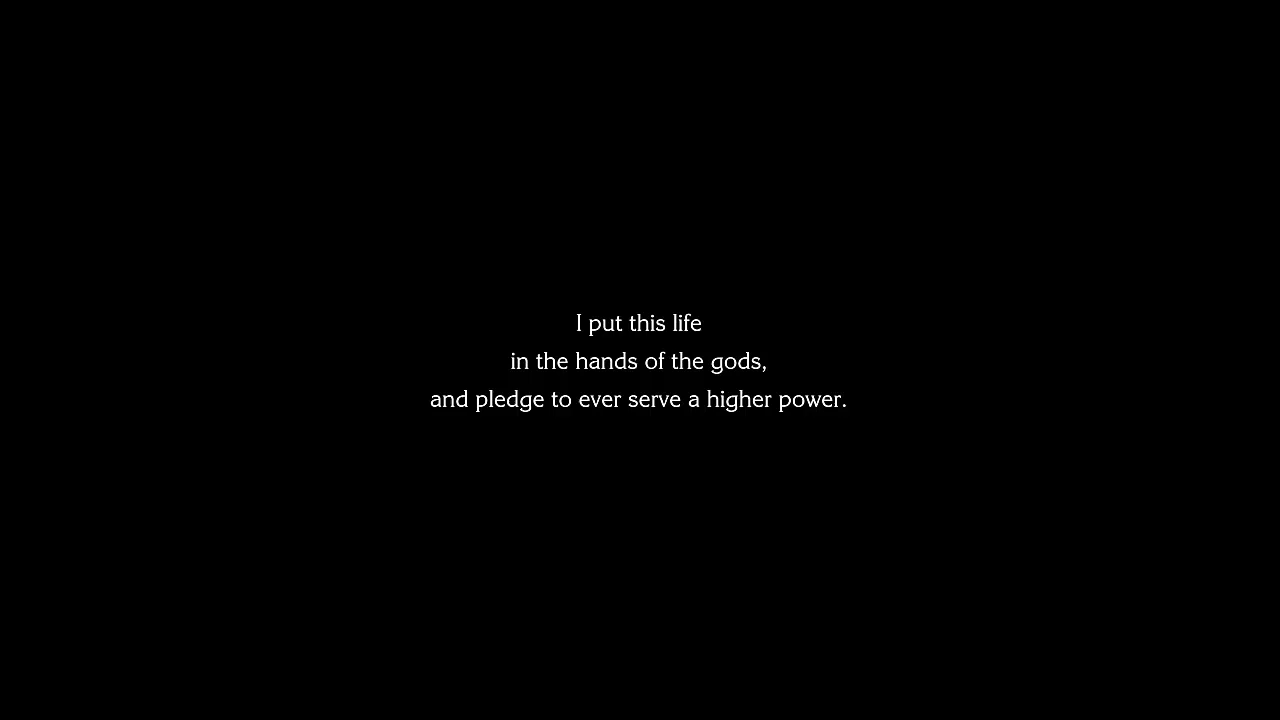 I put this life
in the hands of the gods,
and pledge to ever serve a higher power.